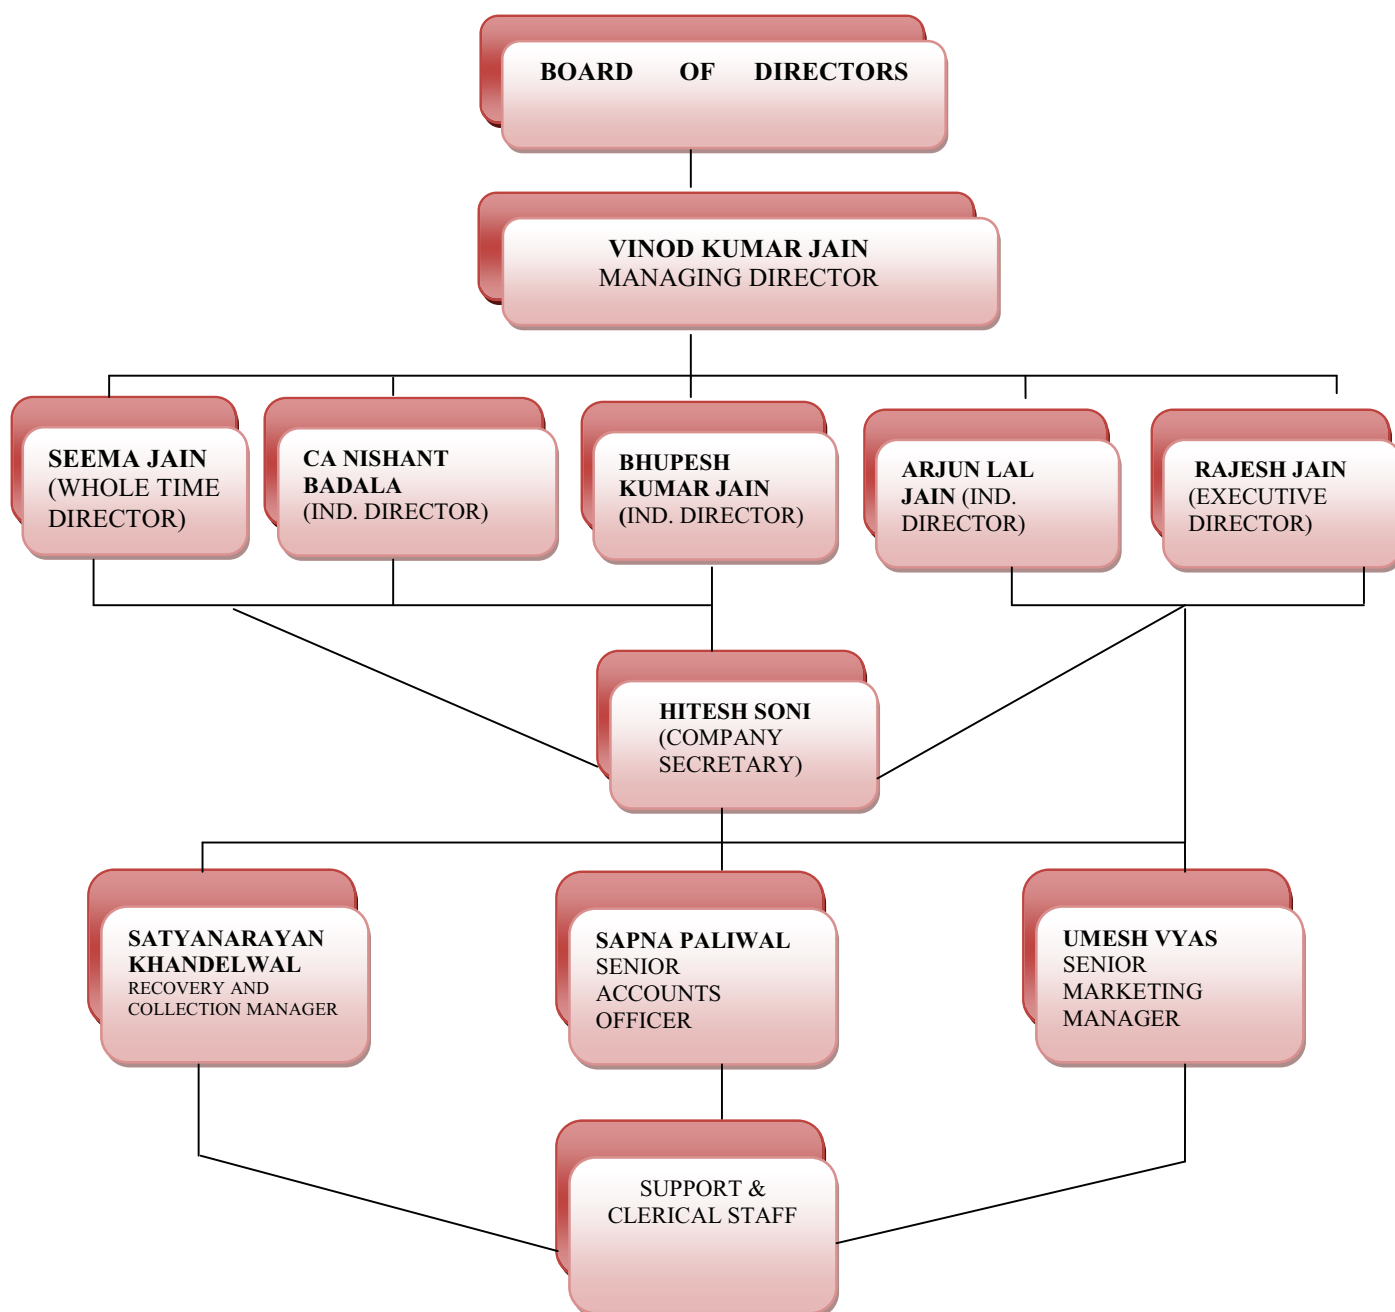 BOARD OF DIRECTORS
VINOD KUMAR JAIN
MANAGING DIRECTOR
SEEMA JAIN
(WHOLE TIME
DIRECTOR)
CA NISHANT
BADALA
(IND. DIRECTOR)
BHUPESH
KUMAR JAIN
(IND. DIRECTOR)
ARJUN LAL
JAIN (IND.
DIRECTOR)
RAJESH JAIN
(EXECUTIVE
DIRECTOR)
HITESH SONI
(COMPANY
SECRETARY)
SATYANARAYAN
KHANDELWAL
RECOVERY AND
COLLECTION MANAGER
SAPNA PALIWAL
SENIOR
ACCOUNTS
OFFICER
UMESH VYAS
SENIOR
MARKETING
MANAGER
SUPPORT &
CLERICAL STAFF